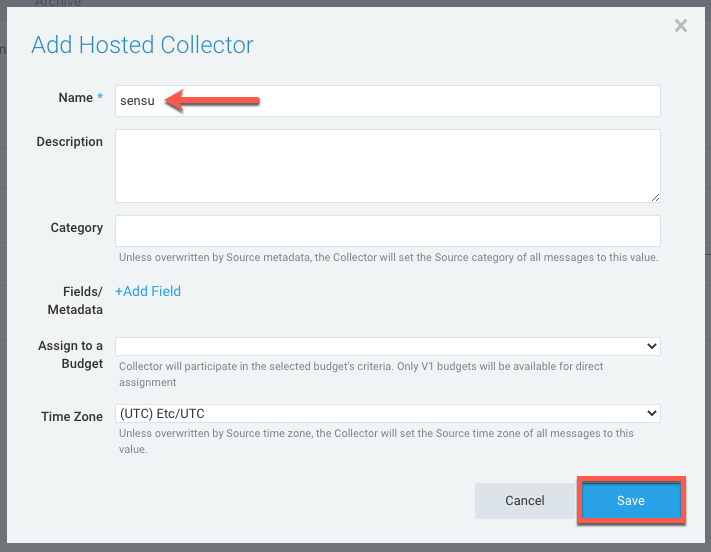 Archive
×
Add Hosted Collector
Name *
sensu
Description
Category
Unless overwritten by Source metadata, the Collector will set the Source category of all messages to this value.
Fields/
Metadata
+Add Field
Assign to a
Budget
Collector will participate in the selected budget's criteria. Only V1 budgets will be available for direct
assignment
Time Zone
(UTC) Etc/UTC
Unless overwritten by Source time zone, the Collector will set the Source time zone of all messages to this
value.
Cancel
Save